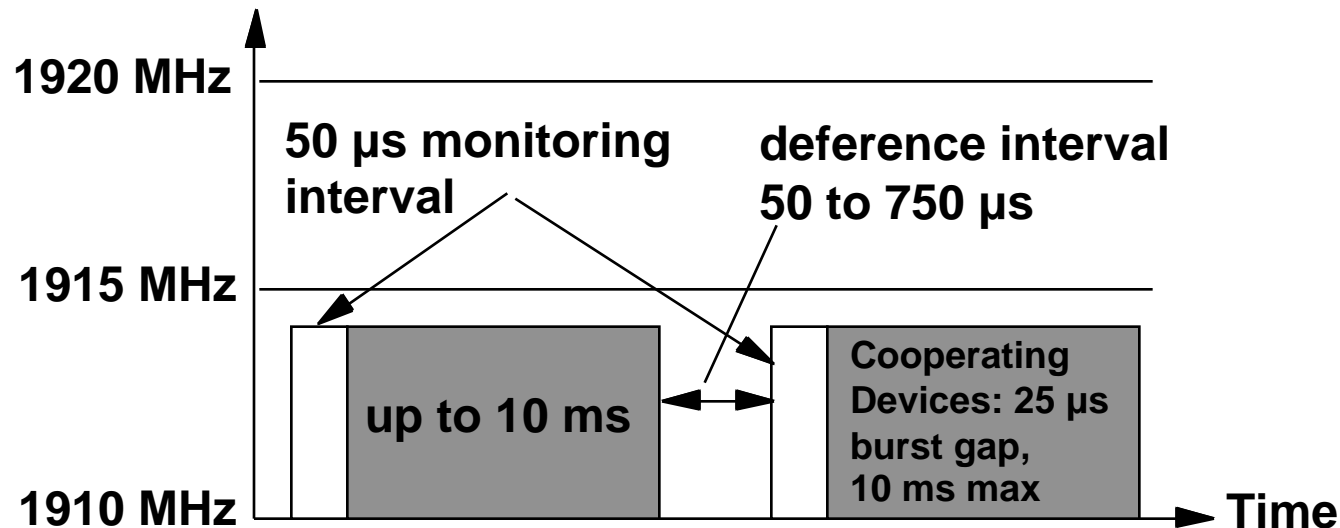 1920 MHz
50 µs monitoring
interval
deference interval
50 to 750 µs
1915 MHz
up to 10 ms
Cooperating
Devices: 25 µs
burst gap,
10 ms max
1910 MHz
Time